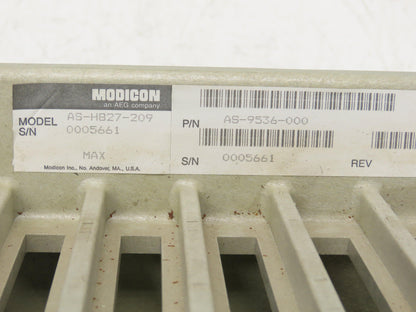 MODICON
...an AEG company
MODEL AS-H827-209
S/N 0005661
MAX
Modicon Inc., No. Andover, MA., U.S.A.
P/N AS-9536-000
S/N 0005661 REV